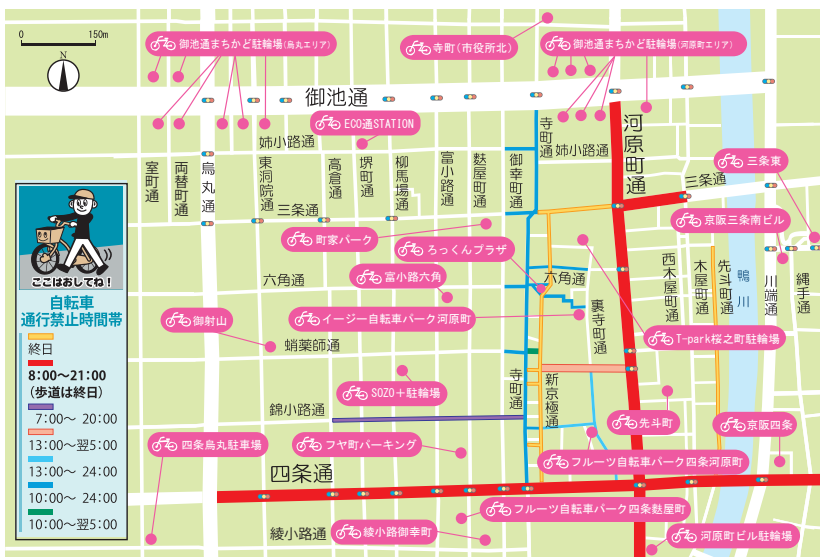 0 150m
N
御池通まちかど駐輪場(烏丸エリア)
寺町(市役所北)
御池通まちかど駐輪場(河原町エリア)
御池通
ECO通STATION
姉小路通
寺町通
姉小路通
河原町通
室町通
両替町通
烏丸通
東洞院通
高倉通
堺町通
柳馬場通
富小路通
麩屋町通
御幸町通
三条東
三条通
三条通
京阪三条南ビル
町家パーク
ろっくんプラザ
六角通
富小路六角
六角通
西木屋町通
木屋町通
先斗町通
鴨川
川端通
縄手通
御射山
イージー自転車パーク河原町
裏寺町通
T-park桜之町駐輪場
蛸薬師通
SOZO+駐輪場
寺町通
新京極通
錦小路通
先斗町
京阪四条
四条烏丸駐車場
フヤ町パーキング
フルーツ自転車パーク四条河原町
四条通
フルーツ自転車パーク四条麩屋町
綾小路通
綾小路御幸町
河原町ビル駐輪場
ここはおしてね!
自転車
通行禁止時間帯
終日
8:00〜21:00
(歩道は終日)
7:00〜 20:00
13:00〜翌5:00
13:00〜 24:00
10:00〜 24:00
10:00〜翌5:00